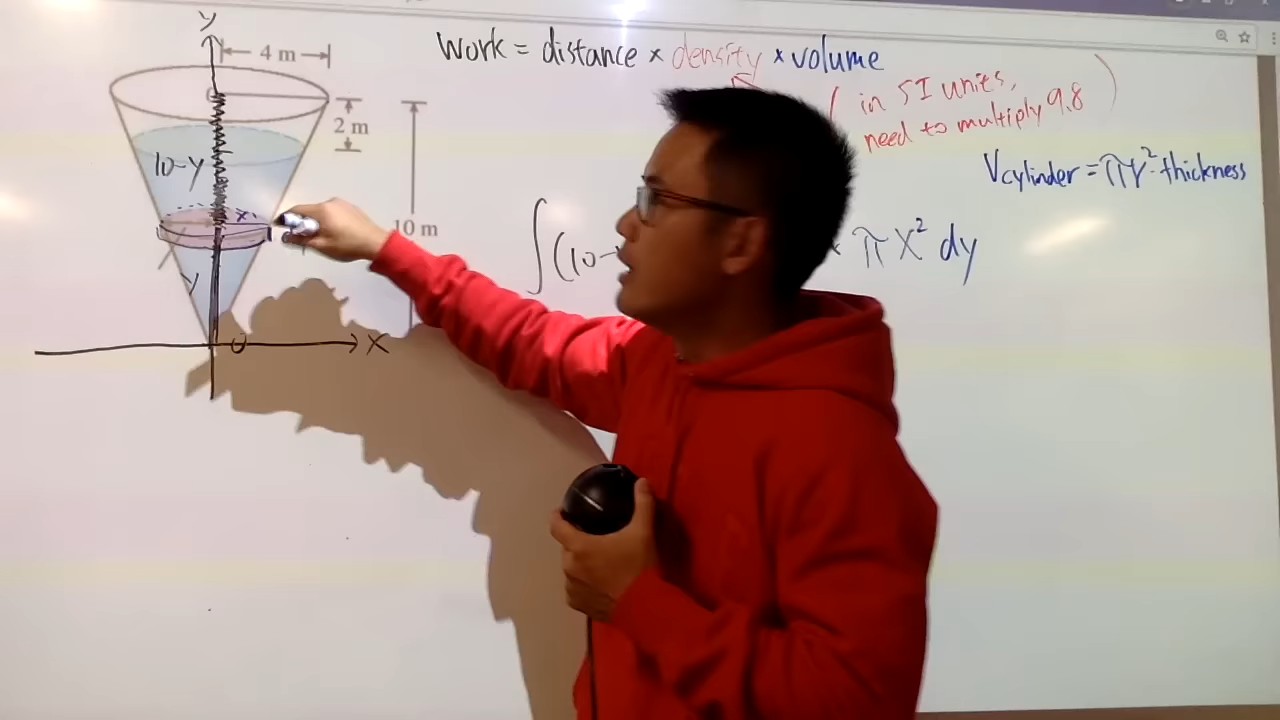 y
4 m
work = distance × density × volume
( in SI units, )
need to multiply 9.8
2 m
10-y
x
10 m
Vcylinder = πr²·thickness
y
∫(10-
π x² dy
0
x